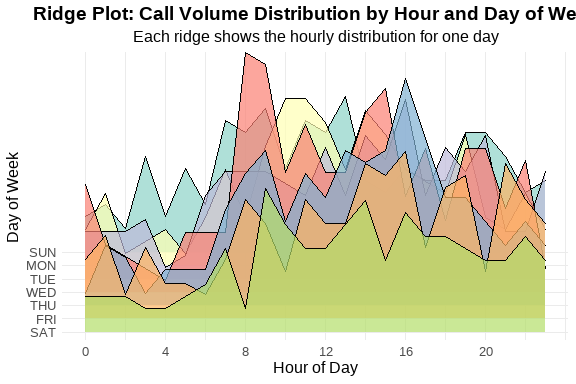 Ridge Plot: Call Volume Distribution by Hour and Day of We
Each ridge shows the hourly distribution for one day
Day of Week
SUN
MON
TUE
WED
THU
FRI
SAT
0 4 8 12 16 20
Hour of Day